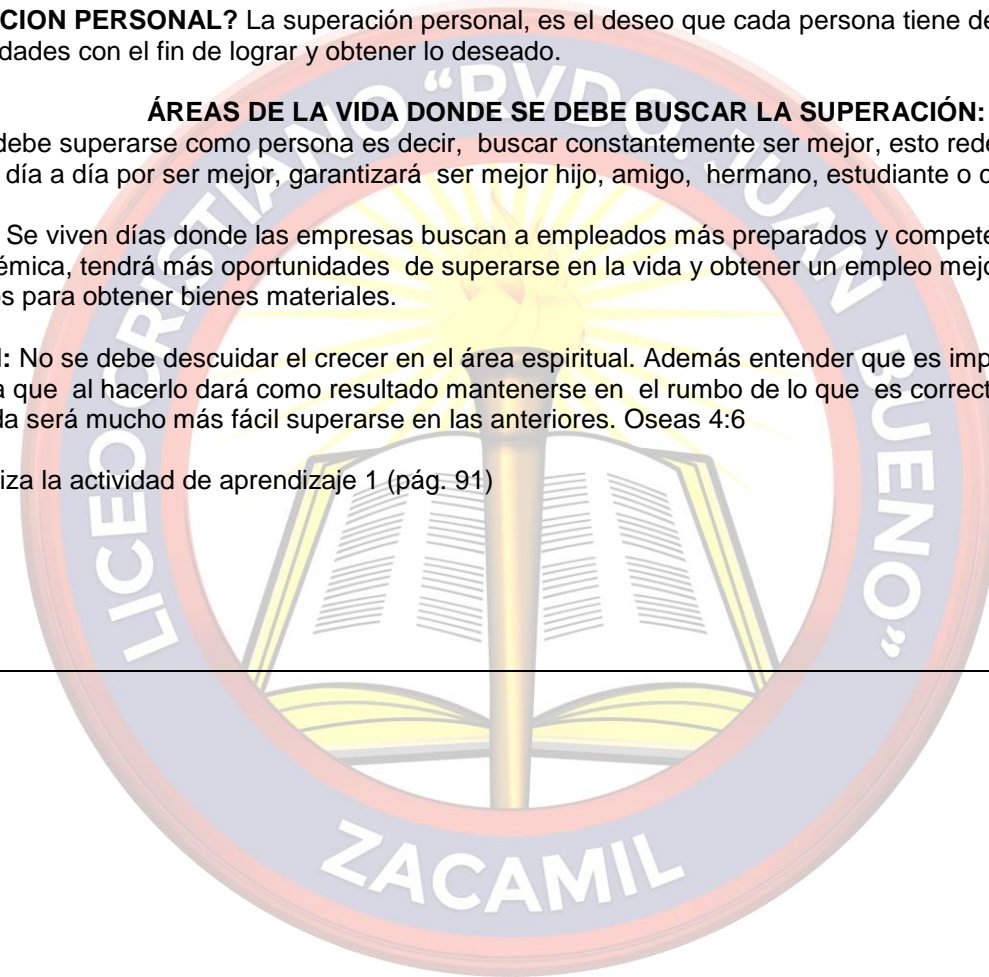 CION PERSONAL? La superación personal, es el deseo que cada persona tiene de
dades con el fin de lograr y obtener lo deseado.
ÁREAS DE LA VIDA DONDE SE DEBE BUSCAR LA SUPERACIÓN:
debe superarse como persona es decir, buscar constantemente ser mejor, esto rede
día a día por ser mejor, garantizará ser mejor hijo, amigo, hermano, estudiante o c
Se viven días donde las empresas buscan a empleados más preparados y compete
émica, tendrá más oportunidades de superarse en la vida y obtener un empleo mejo
s para obtener bienes materiales.
l: No se debe descuidar el crecer en el área espiritual. Además entender que es imp
a que al hacerlo dará como resultado mantenerse en el rumbo de lo que es correct
da será mucho más fácil superarse en las anteriores. Oseas 4:6
iza la actividad de aprendizaje 1 (pág. 91)
LICEO CRISTIANO "RVDO. JUAN BUENO"
ZACAMIL